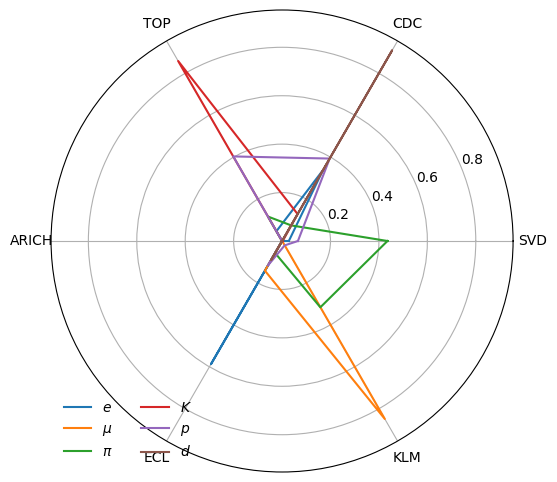 TOP CDC
0.8
0.6
0.4
0.2
ARICH SVD
e K
μ p
π d
ECL KLM